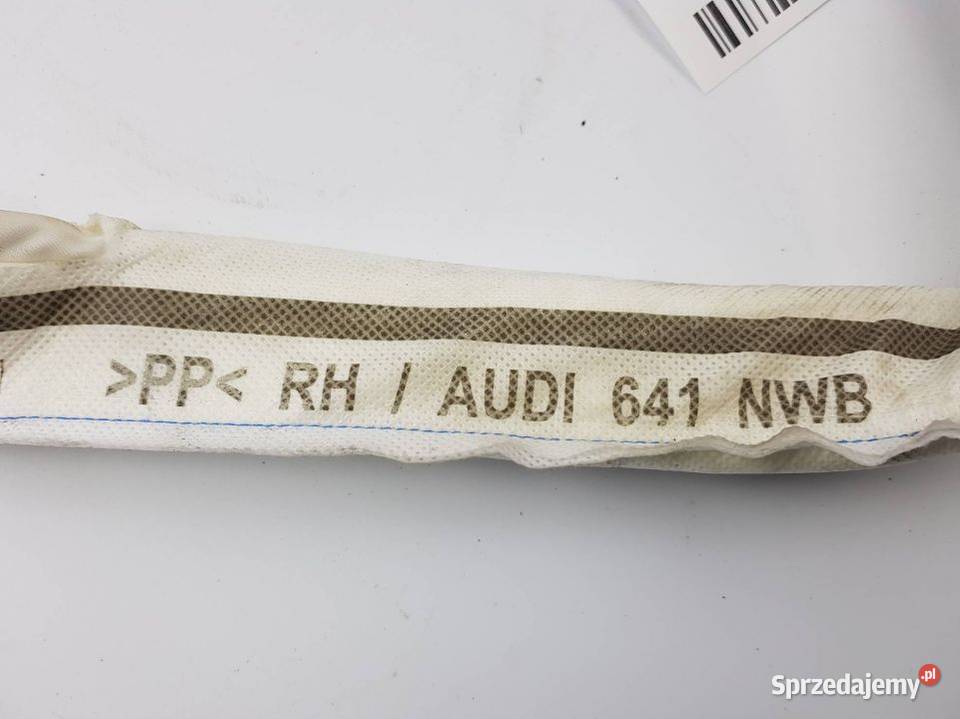 >PP< RH / AUDI 641 NWB
Sprzedajemy.pl